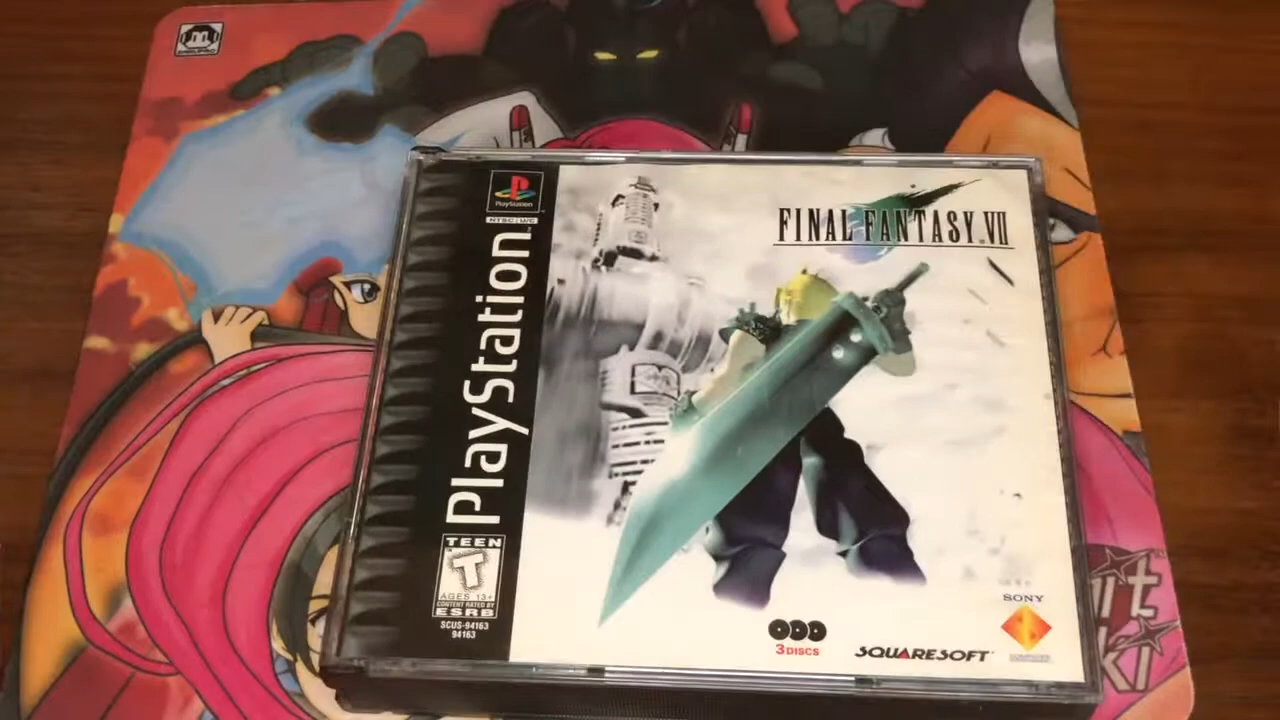 PlayStation
NTSC U/C
PlayStation
FINAL FANTASY VII
TEEN
T
AGES 13+
CONTENT RATED BY
ESRB
SCUS-94163
94163
3 DISCS
SQUARESOFT
SONY